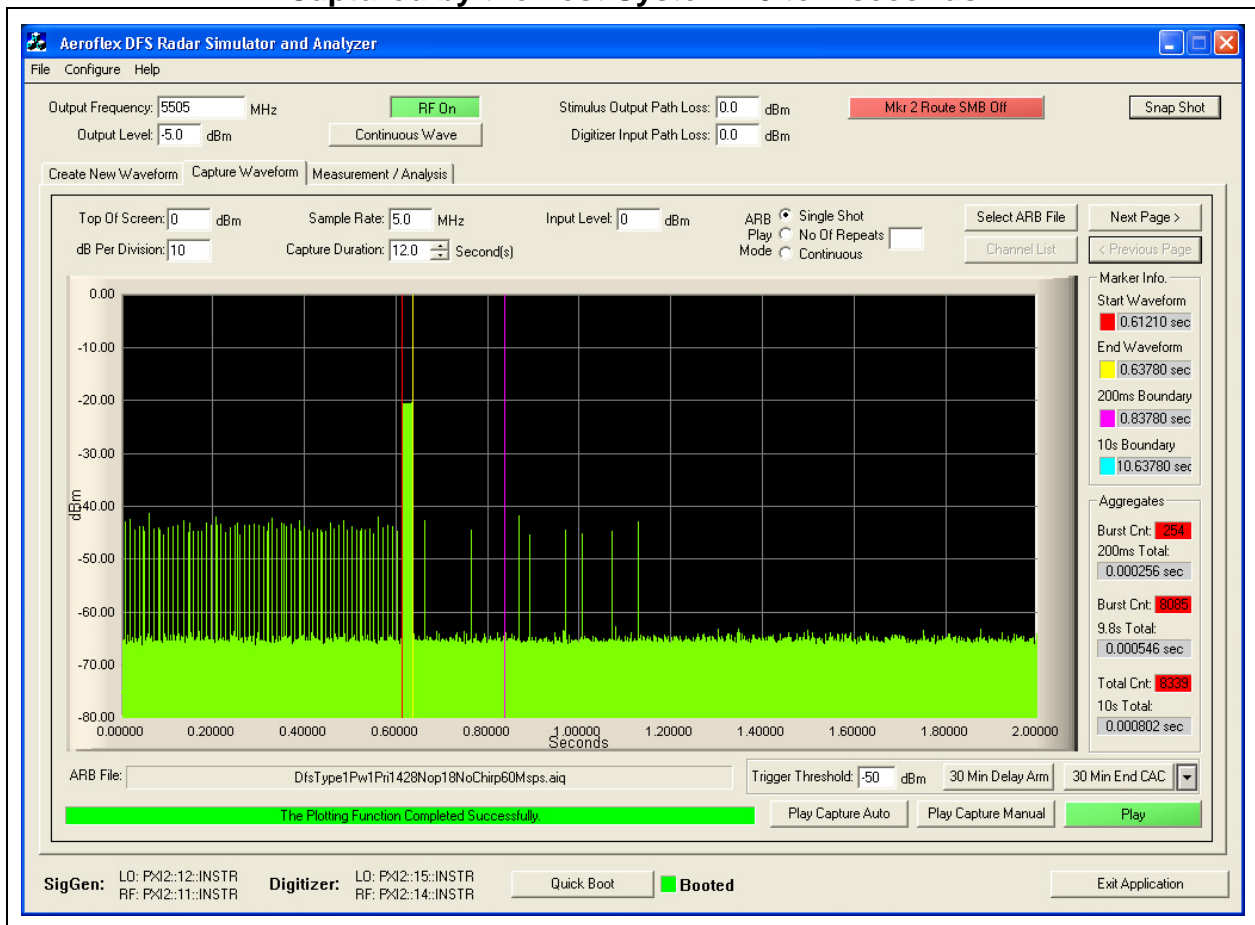 Aeroflex DFS Radar Simulator and Analyzer
File Configure Help
Output Frequency: 5505 MHz RF On Stimulus Output Path Loss: 0.0 dBm Mkr 2 Route SMB Off Snap Shot
Output Level: -5.0 dBm Continuous Wave Digitizer Input Path Loss: 0.0 dBm
Create New Waveform Capture Waveform Measurement / Analysis
Top Of Screen: 0 dBm Sample Rate: 5.0 MHz Input Level: 0 dBm ARB Play Mode Single Shot Select ARB File Next Page >
dB Per Division: 10 Capture Duration: 12.0 Second(s) No Of Repeats Channel List < Previous Page
Continuous
Marker Info.
Start Waveform
0.61210 sec
End Waveform
0.63780 sec
200ms Boundary
0.83780 sec
10s Boundary
10.63780 sec
Aggregates
Burst Cnt: 254
200ms Total:
0.000256 sec
Burst Cnt: 8085
9.8s Total:
0.000546 sec
Total Cnt: 8339
10s Total:
0.000802 sec
0.00
-10.00
-20.00
-30.00
-40.00
-50.00
-60.00
-70.00
-80.00
dBm
0.00000 0.20000 0.40000 0.60000 0.80000 1.00000 1.20000 1.40000 1.60000 1.80000 2.00000
Seconds
ARB File: DfsType1Pw1Pri1428Nop18NoChirp60Msps.aiq Trigger Threshold: -50 dBm 30 Min Delay Arm 30 Min End CAC
The Plotting Function Completed Successfully. Play Capture Auto Play Capture Manual Play
SigGen: LO: PXI2::12::INSTR Digitizer: LO: PXI2::15::INSTR Quick Boot Booted Exit Application
RF: PXI2::11::INSTR RF: PXI2::14::INSTR